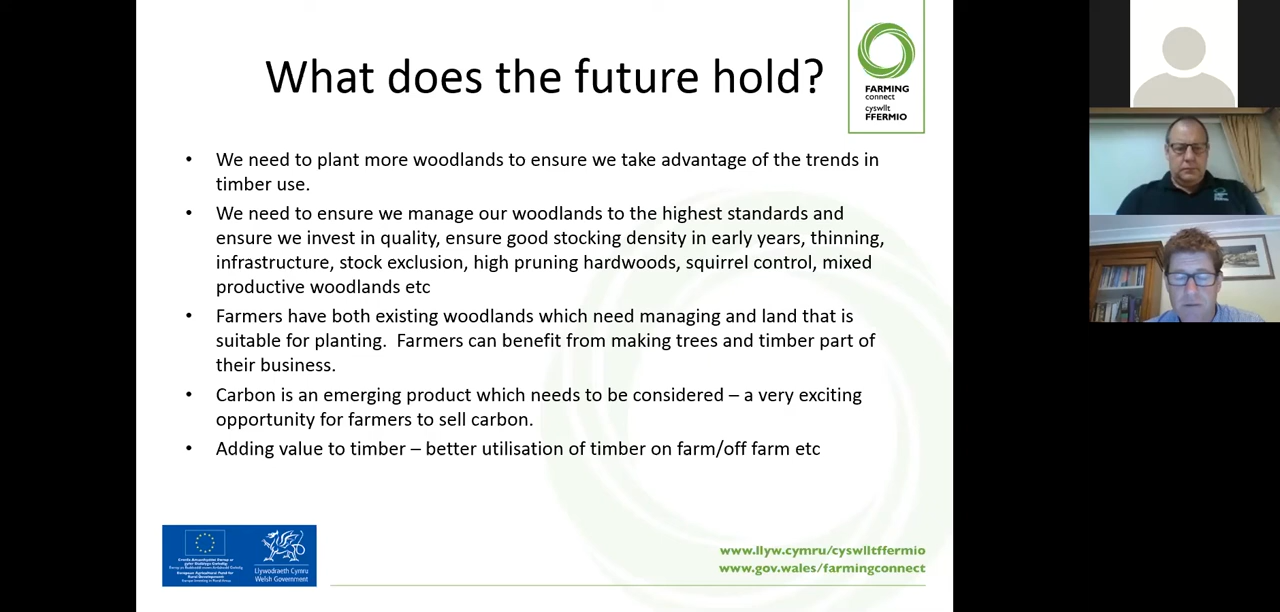 What does the future hold?
FARMING
connect
cyswllt
FFERMIO
• We need to plant more woodlands to ensure we take advantage of the trends in
timber use.
• We need to ensure we manage our woodlands to the highest standards and
ensure we invest in quality, ensure good stocking density in early years, thinning,
infrastructure, stock exclusion, high pruning hardwoods, squirrel control, mixed
productive woodlands etc
• Farmers have both existing woodlands which need managing and land that is
suitable for planting.  Farmers can benefit from making trees and timber part of
their business.
• Carbon is an emerging product which needs to be considered – a very exciting
opportunity for farmers to sell carbon.
• Adding value to timber – better utilisation of timber on farm/off farm etc
Llywodraeth Cymru
Welsh Government
European Agricultural Fund for
Rural Development:
www.llyw.cymru/cyswlltffermio
www.gov.wales/farmingconnect